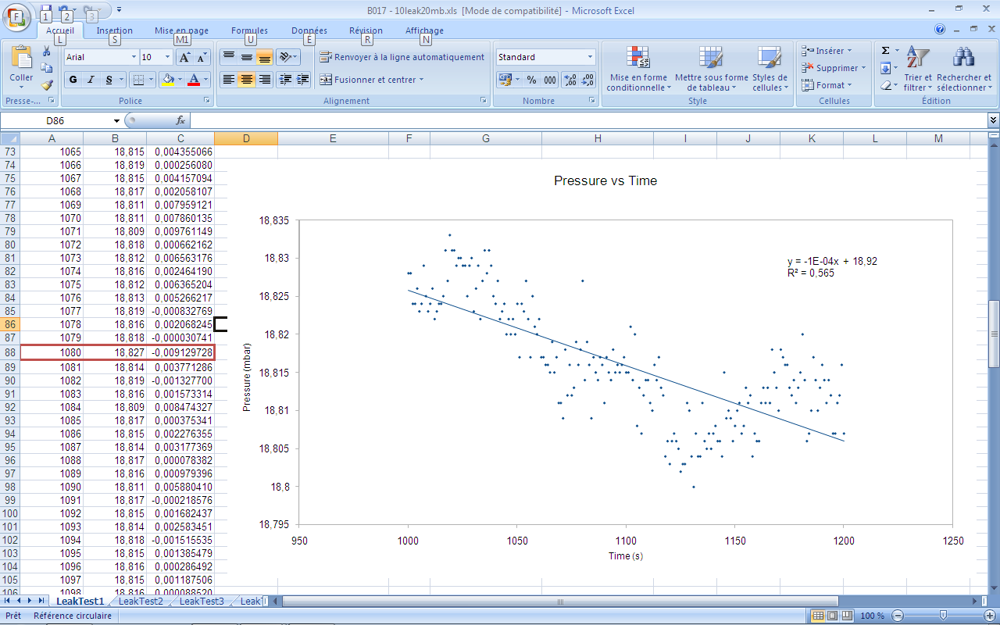 B017 - 10leak20mb.xls [Mode de compatibilité] - Microsoft Excel
F 1 2 3
Accueil Insertion Mise en page Formules Données Révision Affichage
L S M1 U É R N
Coller
Arial 10
Renvoyer à la ligne automatiquement
Standard
G I S
Fusionner et centrer
% 000
Mise en forme conditionnelle
Mettre sous forme de tableau
Styles de cellules
Insérer
Supprimer
Format
Σ
Trier et filtrer
Rechercher et sélectionner
Presse-... Police Alignement Nombre Style Cellules Édition
D86 fx
A B C D E F G H I J K L M
73 1065 18,815 0,004355066
74 1066 18,819 0,000256080
75 1067 18,815 0,004157094
76 1068 18,817 0,002058107
77 1069 18,811 0,007959121
78 1070 18,811 0,007860135
79 1071 18,809 0,009761149
80 1072 18,818 0,000662162
81 1073 18,812 0,006563176
82 1074 18,816 0,002464190
83 1075 18,812 0,006365204
84 1076 18,813 0,005266217
85 1077 18,819 -0,000832769
86 1078 18,816 0,002068245
87 1079 18,818 -0,000030741
88 1080 18,827 -0,009129728
89 1081 18,814 0,003771286
90 1082 18,819 -0,001327700
91 1083 18,816 0,001573314
92 1084 18,809 0,008474327
93 1085 18,817 0,000375341
94 1086 18,815 0,002276355
95 1087 18,814 0,003177369
96 1088 18,817 0,000078382
97 1089 18,816 0,000979396
98 1090 18,811 0,005880410
99 1091 18,817 -0,000218576
100 1092 18,815 0,001682437
101 1093 18,814 0,002583451
102 1094 18,818 -0,001515535
103 1095 18,815 0,001385479
104 1096 18,816 0,000286492
105 1097 18,815 0,001187506
106 1098 18,816 0,000088520
Pressure vs Time
y = -1E-04x + 18,92
R² = 0,565
Pressure (mbar)
18,835
18,83
18,825
18,82
18,815
18,81
18,805
18,8
18,795
950 1000 1050 1100 1150 1200 1250
Time (s)
LeakTest1 LeakTest2 LeakTest3 LeakT
Prêt Référence circulaire 100 %